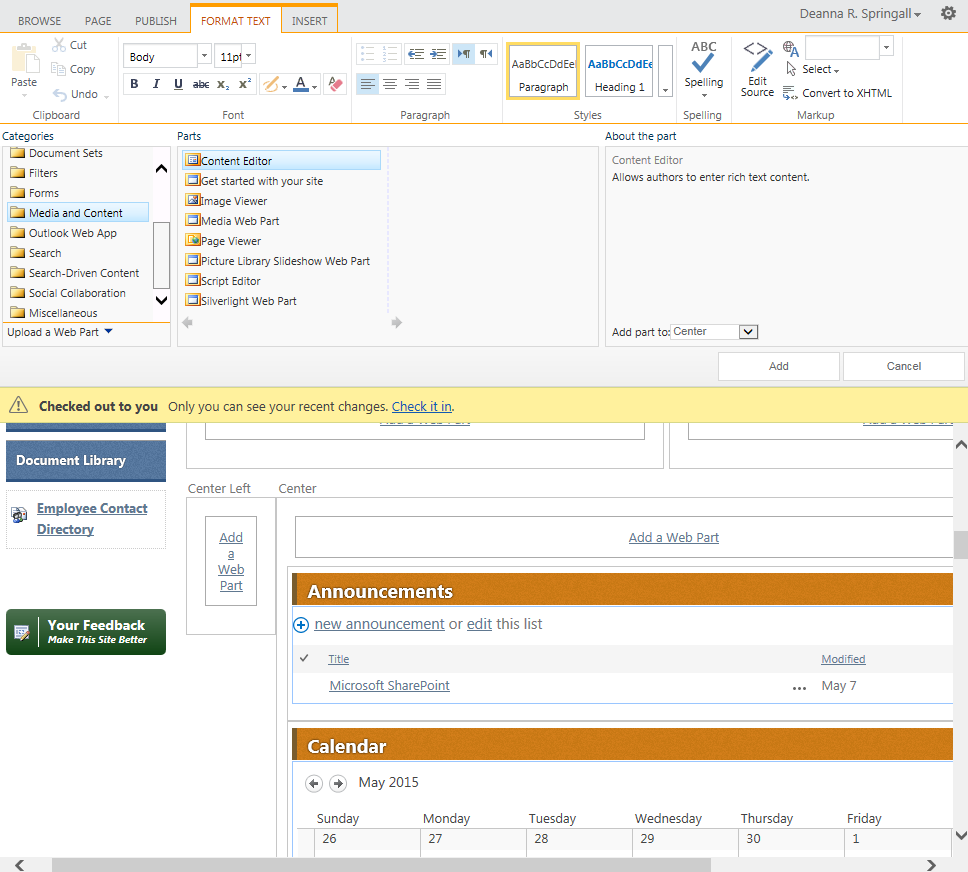 BROWSE PAGE PUBLISH FORMAT TEXT INSERT Deanna R. Springall
Paste
Cut
Copy
Undo
Clipboard
Body 11pt
B I U abc X2 X2 A
Font
Paragraph
AaBbCcDdEeI
Paragraph
AaBbCcDdEe
Heading 1
Styles
ABC
Spelling
Spelling
Edit
Source
Select
Convert to XHTML
Markup
Categories
Document Sets
Filters
Forms
Media and Content
Outlook Web App
Search
Search-Driven Content
Social Collaboration
Miscellaneous
Upload a Web Part
Parts
Content Editor
Get started with your site
Image Viewer
Media Web Part
Page Viewer
Picture Library Slideshow Web Part
Script Editor
Silverlight Web Part
About the part
Content Editor
Allows authors to enter rich text content.
Add part to: Center
Add Cancel
Checked out to you Only you can see your recent changes. Check it in.
Add a Web Part Add a Web Part
Document Library
Employee Contact
Directory
Your Feedback
Make This Site Better
Center Left Center
Add
a
Web
Part
Add a Web Part
Announcements
new announcement or edit this list
Title Modified
Microsoft SharePoint ... May 7
Calendar
May 2015
Sunday Monday Tuesday Wednesday Thursday Friday
26 27 28 29 30 1